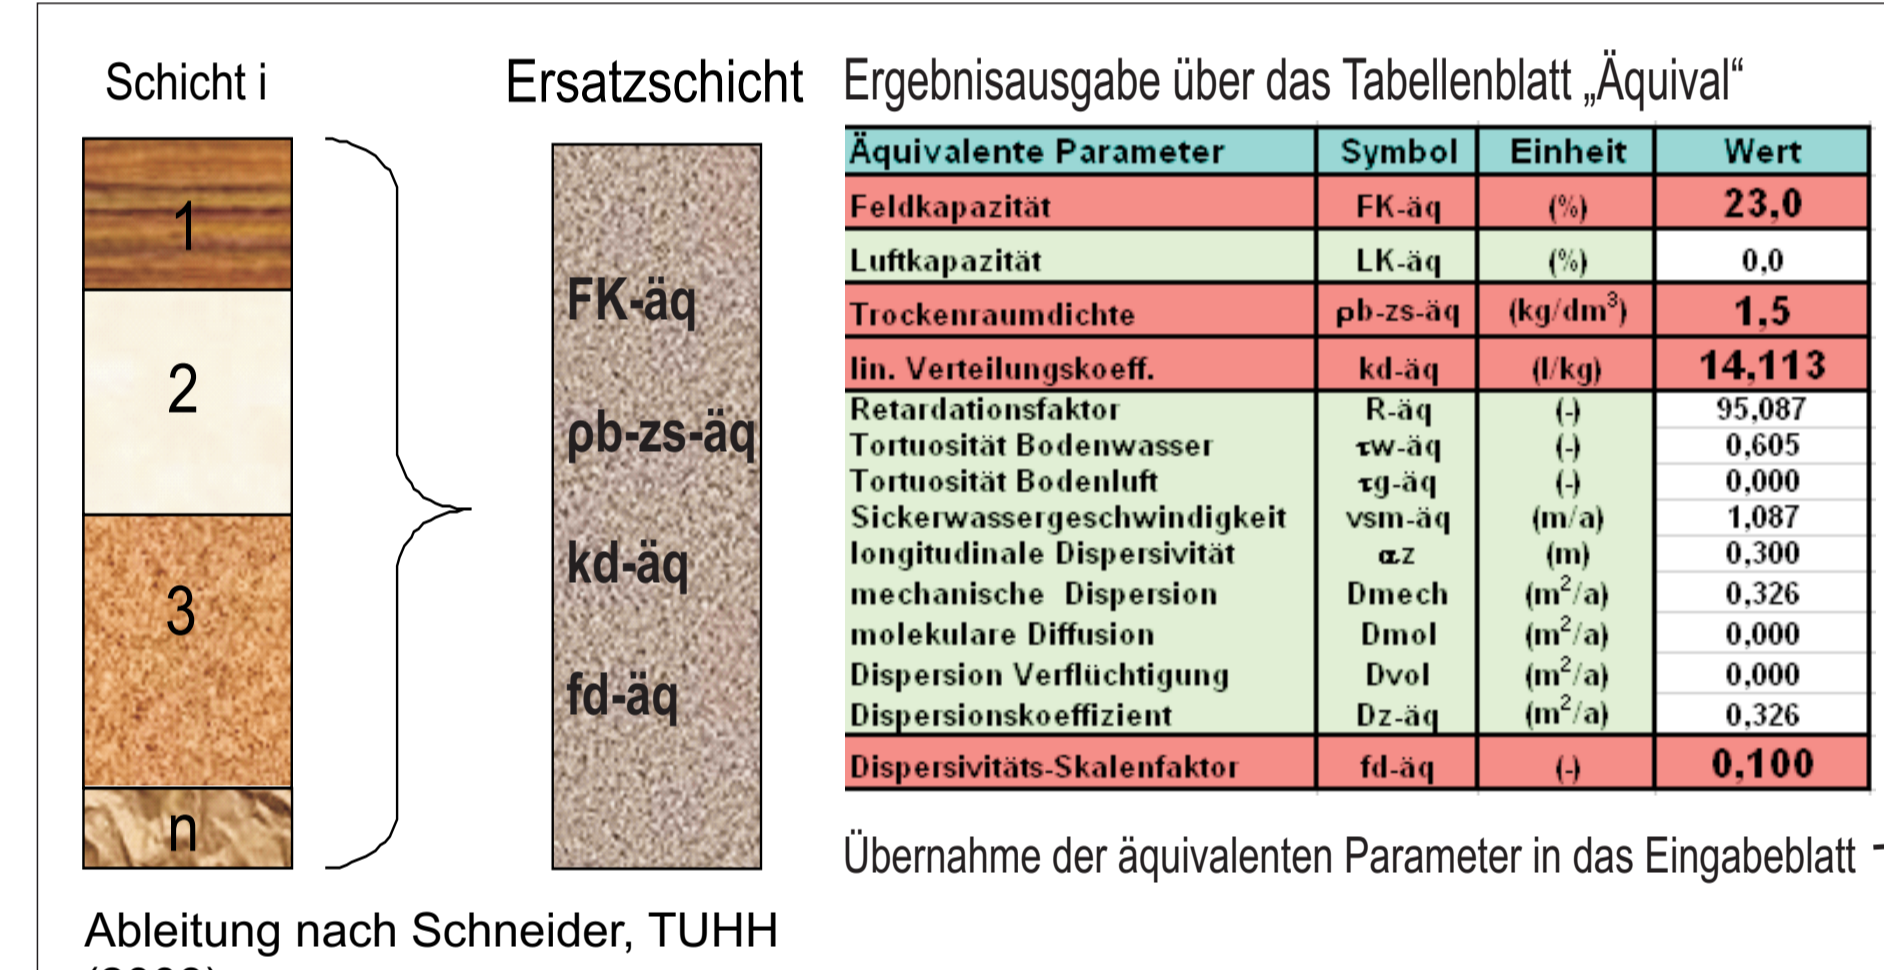 Schicht i
1
2
3
n
Ersatzschicht
FK-äq
ρb-zs-äq
kd-äq
fd-äq
Ergebnisausgabe über das Tabellenblatt „Äquival“
Äquivalente Parameter Symbol Einheit Wert
Feldkapazität FK-äq (%) 23,0
Luftkapazität LK-äq (%) 0,0
Trockenraumdichte ρb-zs-äq (kg/dm³) 1,5
lin. Verteilungskoeff. kd-äq (l/kg) 14,113
Retardationsfaktor R-äq (-) 95,087
Tortuosität Bodenwasser τw-äq (-) 0,605
Tortuosität Bodenluft τg-äq (-) 0,000
Sickerwassergeschwindigkeit vsm-äq (m/a) 1,087
longitudinale Dispersivität αz (m) 0,300
mechanische Dispersion Dmech (m²/a) 0,326
molekulare Diffusion Dmol (m²/a) 0,000
Dispersion Verflüchtigung Dvol (m²/a) 0,000
Dispersionskoeffizient Dz-äq (m²/a) 0,326
Dispersivitäts-Skalenfaktor fd-äq (-) 0,100
Übernahme der äquivalenten Parameter in das Eingabeblatt
Ableitung nach Schneider, TUHH